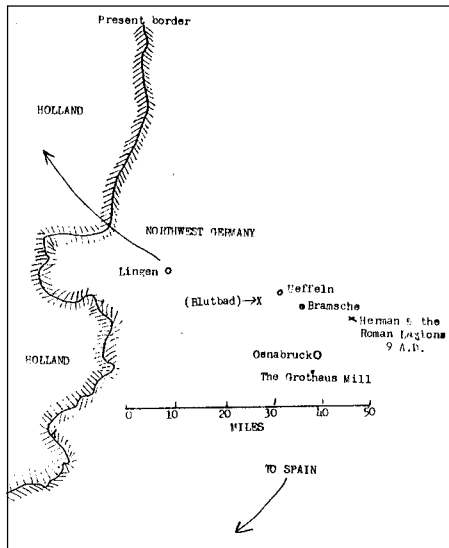 Present border
HOLLAND
NORTHWEST GERMANY
Lingen
Ueffeln
(Blutbad)→X
Bramsche
Herman & the
Roman Legions
9 A.D.
Osnabruck
The Grothaus Mill
HOLLAND
0 10 20 30 40 50
MILES
TO SPAIN